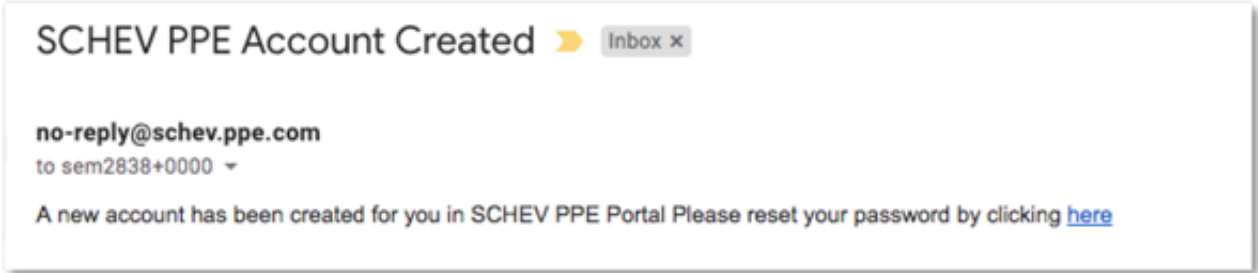 SCHEV PPE Account Created Inbox x
no-reply@schev.ppe.com
to sem2838+0000
A new account has been created for you in SCHEV PPE Portal Please reset your password by clicking here